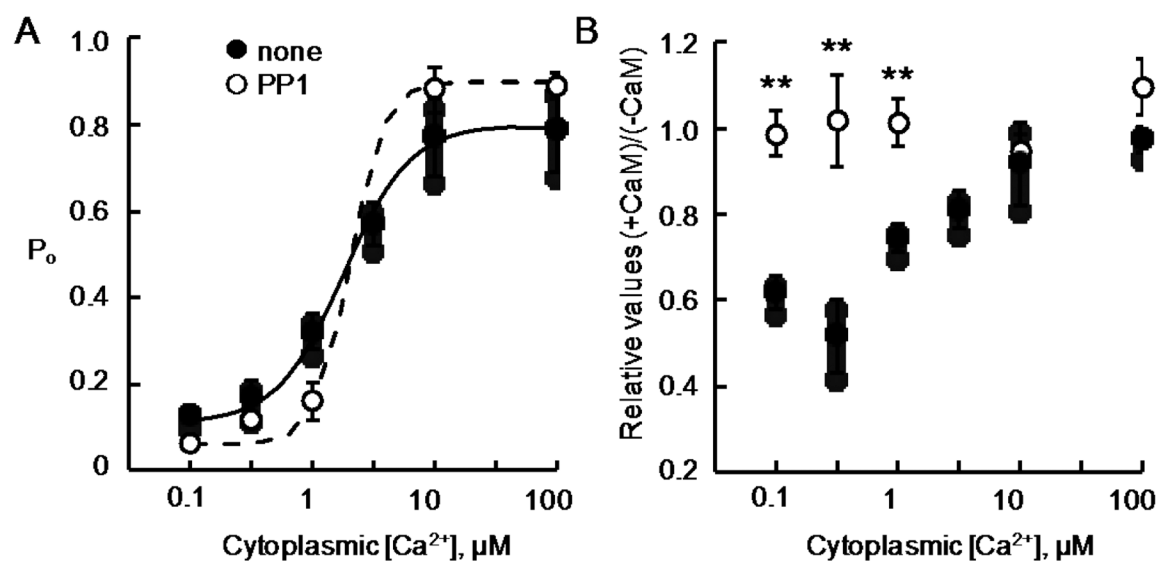 A
none
PP1
Pₒ
1.0
0.8
0.6
0.4
0.2
0
0.1
1
10
100
Cytoplasmic [Ca²⁺], µM
B
Relative values (+CaM)/(-CaM)
1.2
1.0
0.8
0.6
0.4
0.2
**
**
**
0.1
1
10
100
Cytoplasmic [Ca²⁺], µM